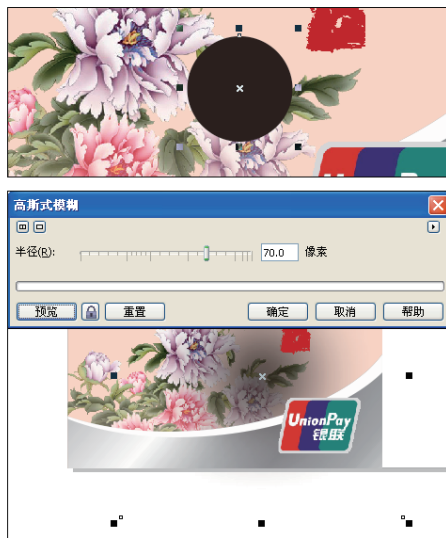 高斯式模糊
半径(R): 70.0 像素
预览 重置 确定 取消 帮助
UnionPay
银联